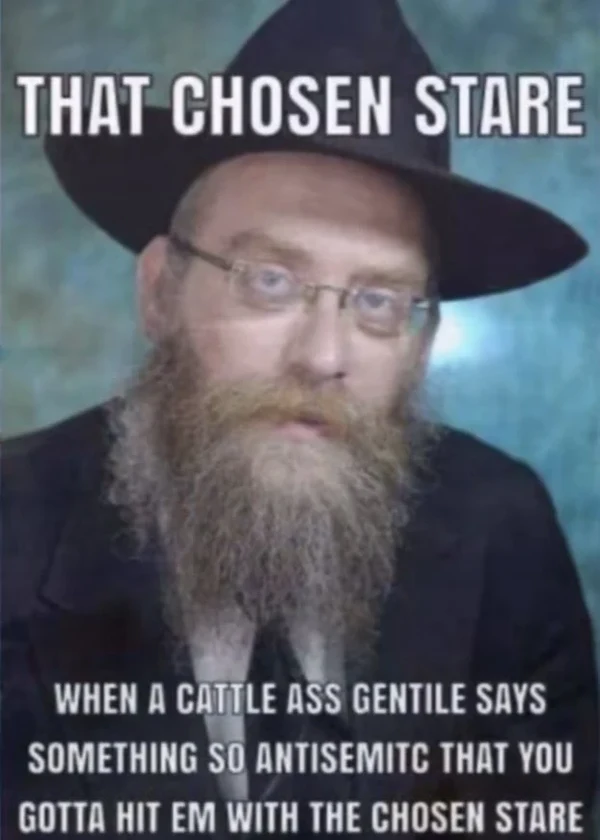 THAT CHOSEN STARE
WHEN A CATTLE ASS GENTILE SAYS
SOMETHING SO ANTISEMITC THAT YOU
GOTTA HIT EM WITH THE CHOSEN STARE